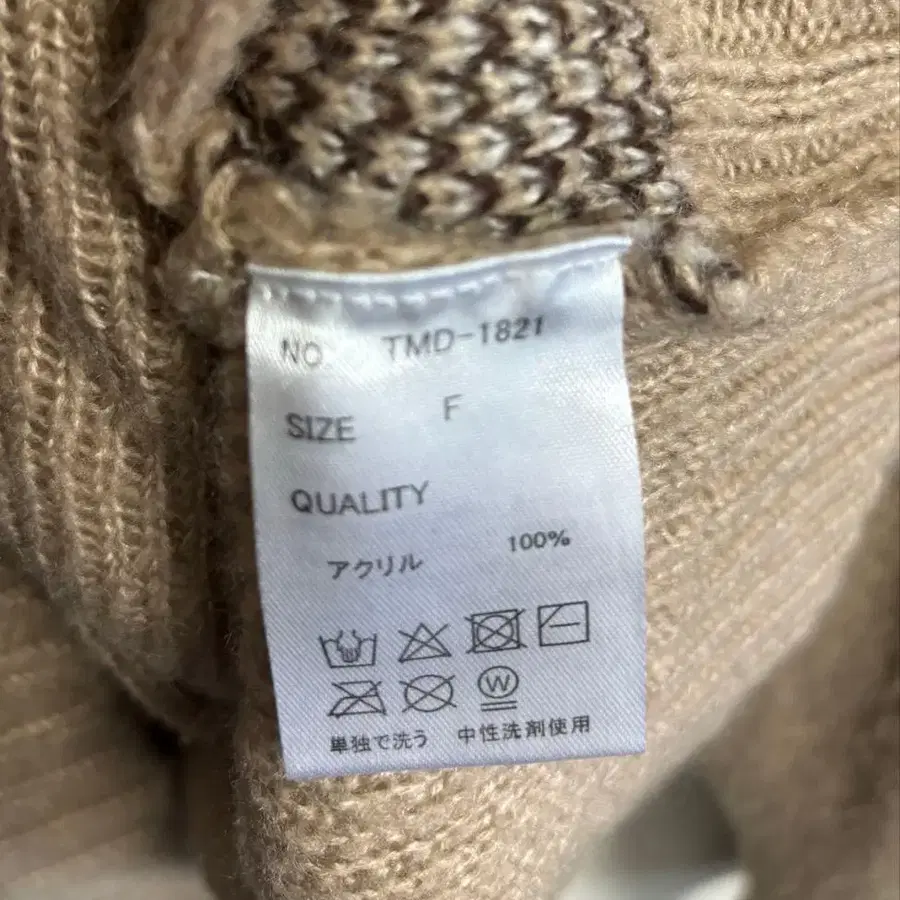 NO. TMD-1821
SIZE F
QUALITY
アクリル 100%
W
単独で洗う 中性洗剤使用